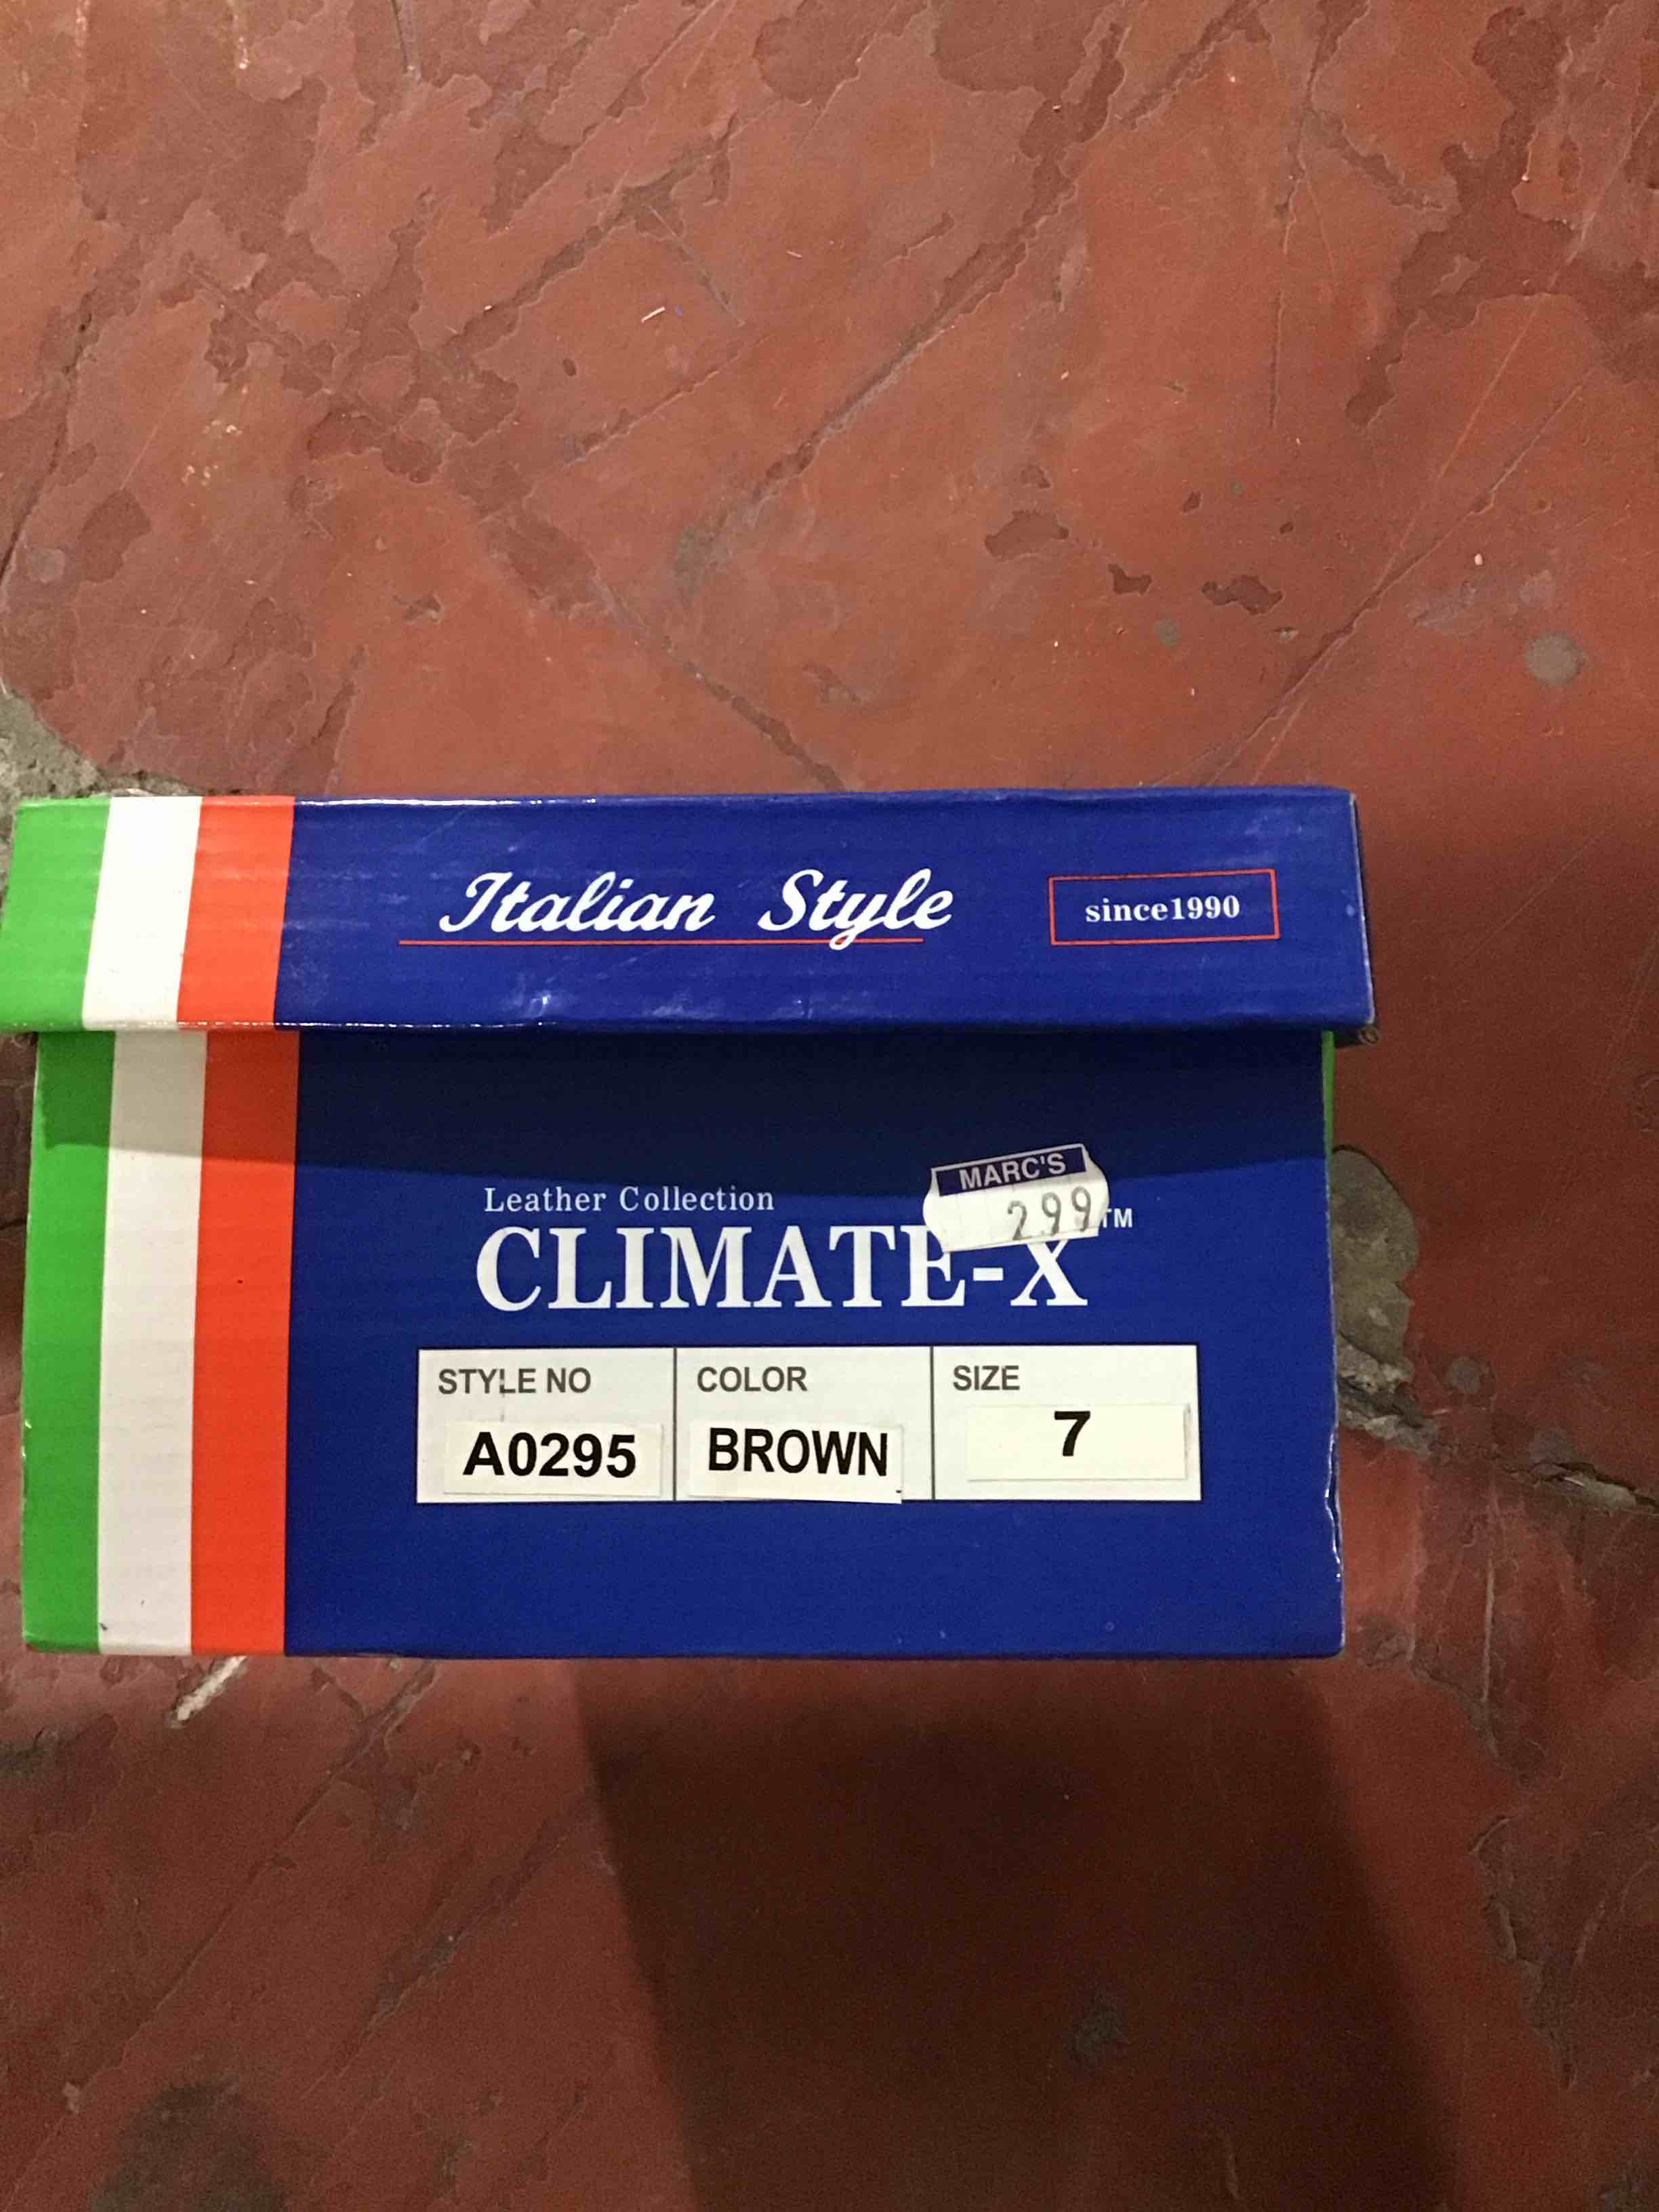 Italian Style
since1990
MARC'S
299
Leather Collection
CLIMATE-X™
STYLE NO
A0295
COLOR
BROWN
SIZE
7